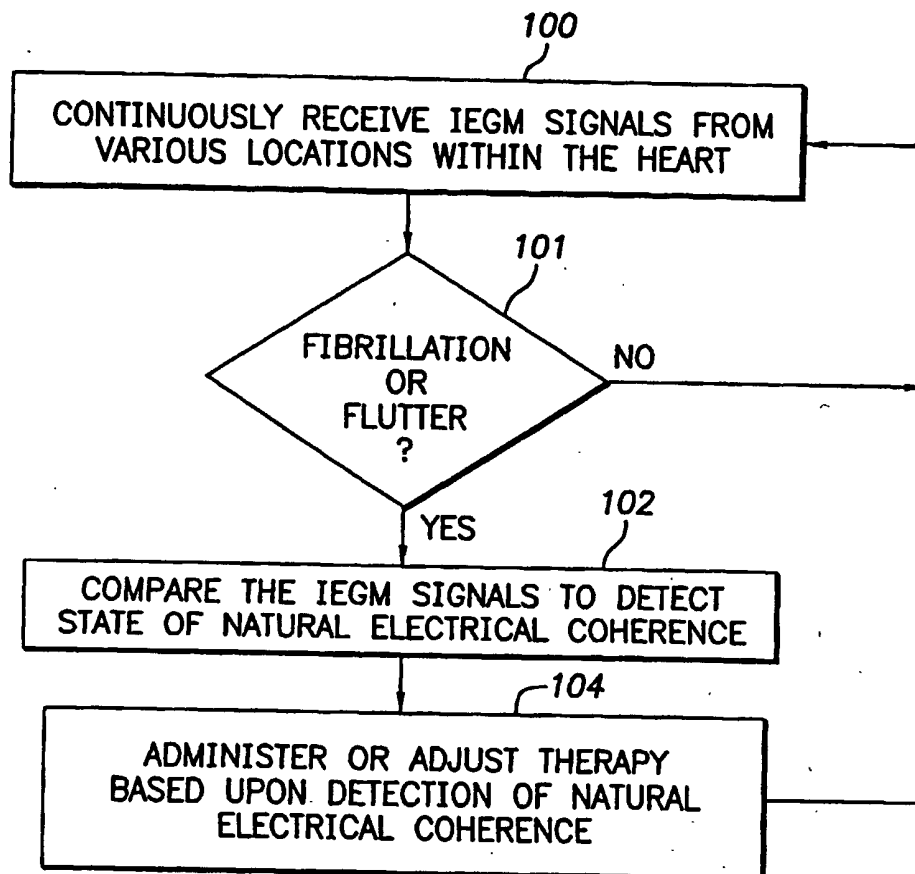 100
CONTINUOUSLY RECEIVE IEGM SIGNALS FROM
VARIOUS LOCATIONS WITHIN THE HEART
101
FIBRILLATION
OR
FLUTTER
?
NO
YES
102
COMPARE THE IEGM SIGNALS TO DETECT
STATE OF NATURAL ELECTRICAL COHERENCE
104
ADMINISTER OR ADJUST THERAPY
BASED UPON DETECTION OF NATURAL
ELECTRICAL COHERENCE